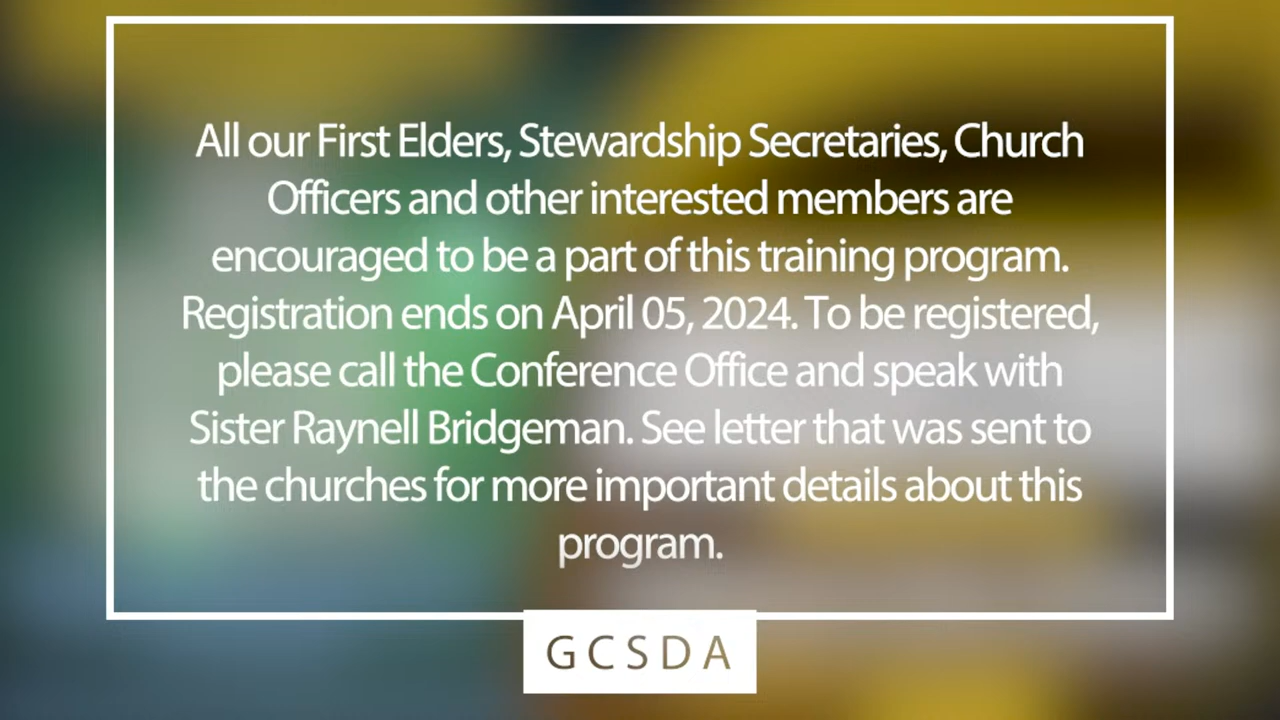 All our First Elders, Stewardship Secretaries, Church
Officers and other interested members are
encouraged to be a part of this training program.
Registration ends on April 05, 2024. To be registered,
please call the Conference Office and speak with
Sister Raynell Bridgeman. See letter that was sent to
the churches for more important details about this
program.
GCSDA